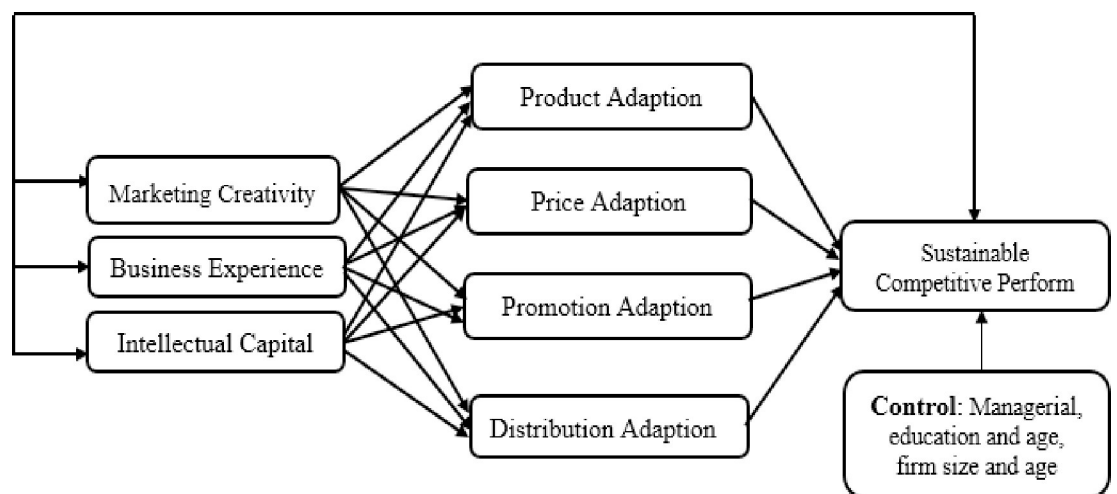 Product Adaption
Marketing Creativity
Price Adaption
Business Experience
Sustainable
Competitive Perform
Promotion Adaption
Intellectual Capital
Distribution Adaption
Control: Managerial,
education and age,
firm size and age